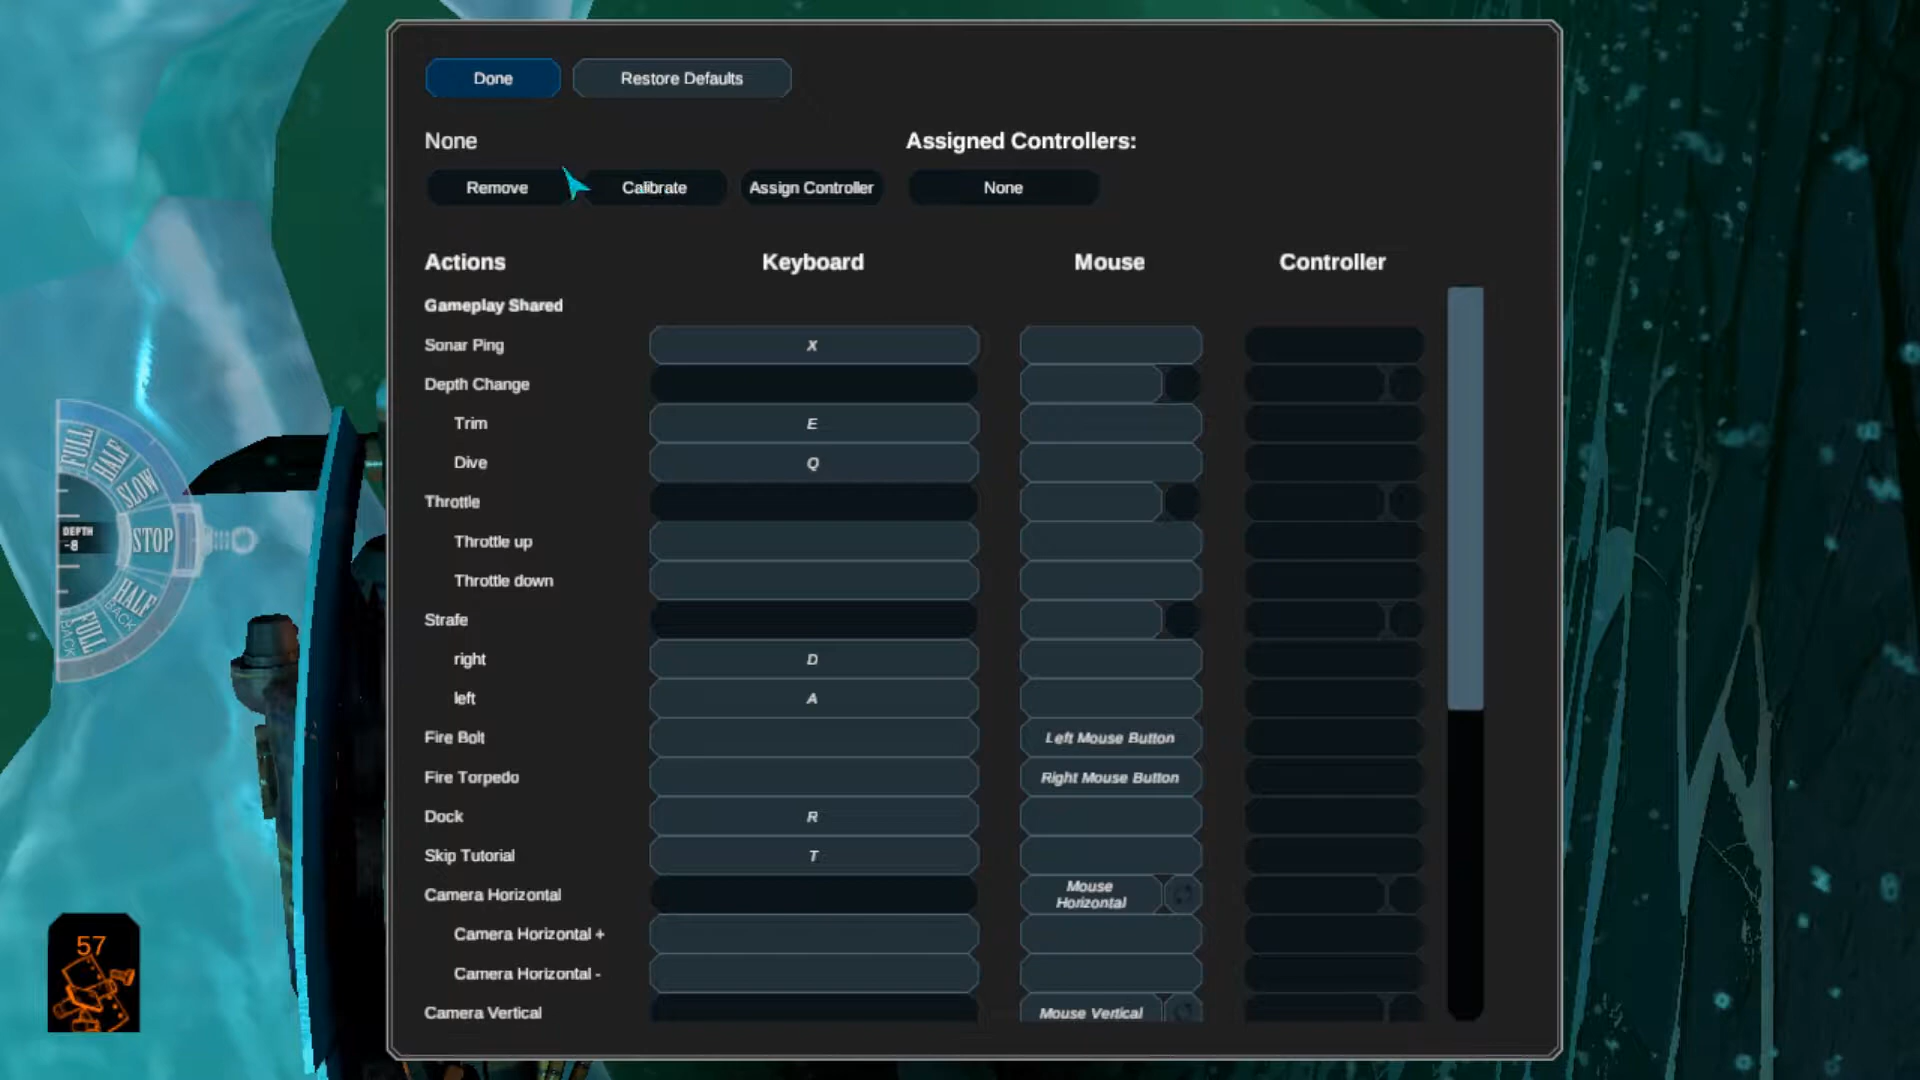 Done
Restore Defaults
None
Assigned Controllers:
Remove
Calibrate
Assign Controller
None
Actions
Keyboard
Mouse
Controller
Gameplay Shared
Sonar Ping
X
Depth Change
Trim
E
Dive
Q
Throttle
Throttle up
Throttle down
Strafe
right
D
left
A
Fire Bolt
Left Mouse Button
Fire Torpedo
Right Mouse Button
Dock
R
Skip Tutorial
T
Camera Horizontal
Mouse
Horizontal
Camera Horizontal +
Camera Horizontal -
Camera Vertical
Mouse Vertical
FULL
HALF
SLOW
DEPTH
-8
STOP
HALF
BACK
FULL
BACK
57